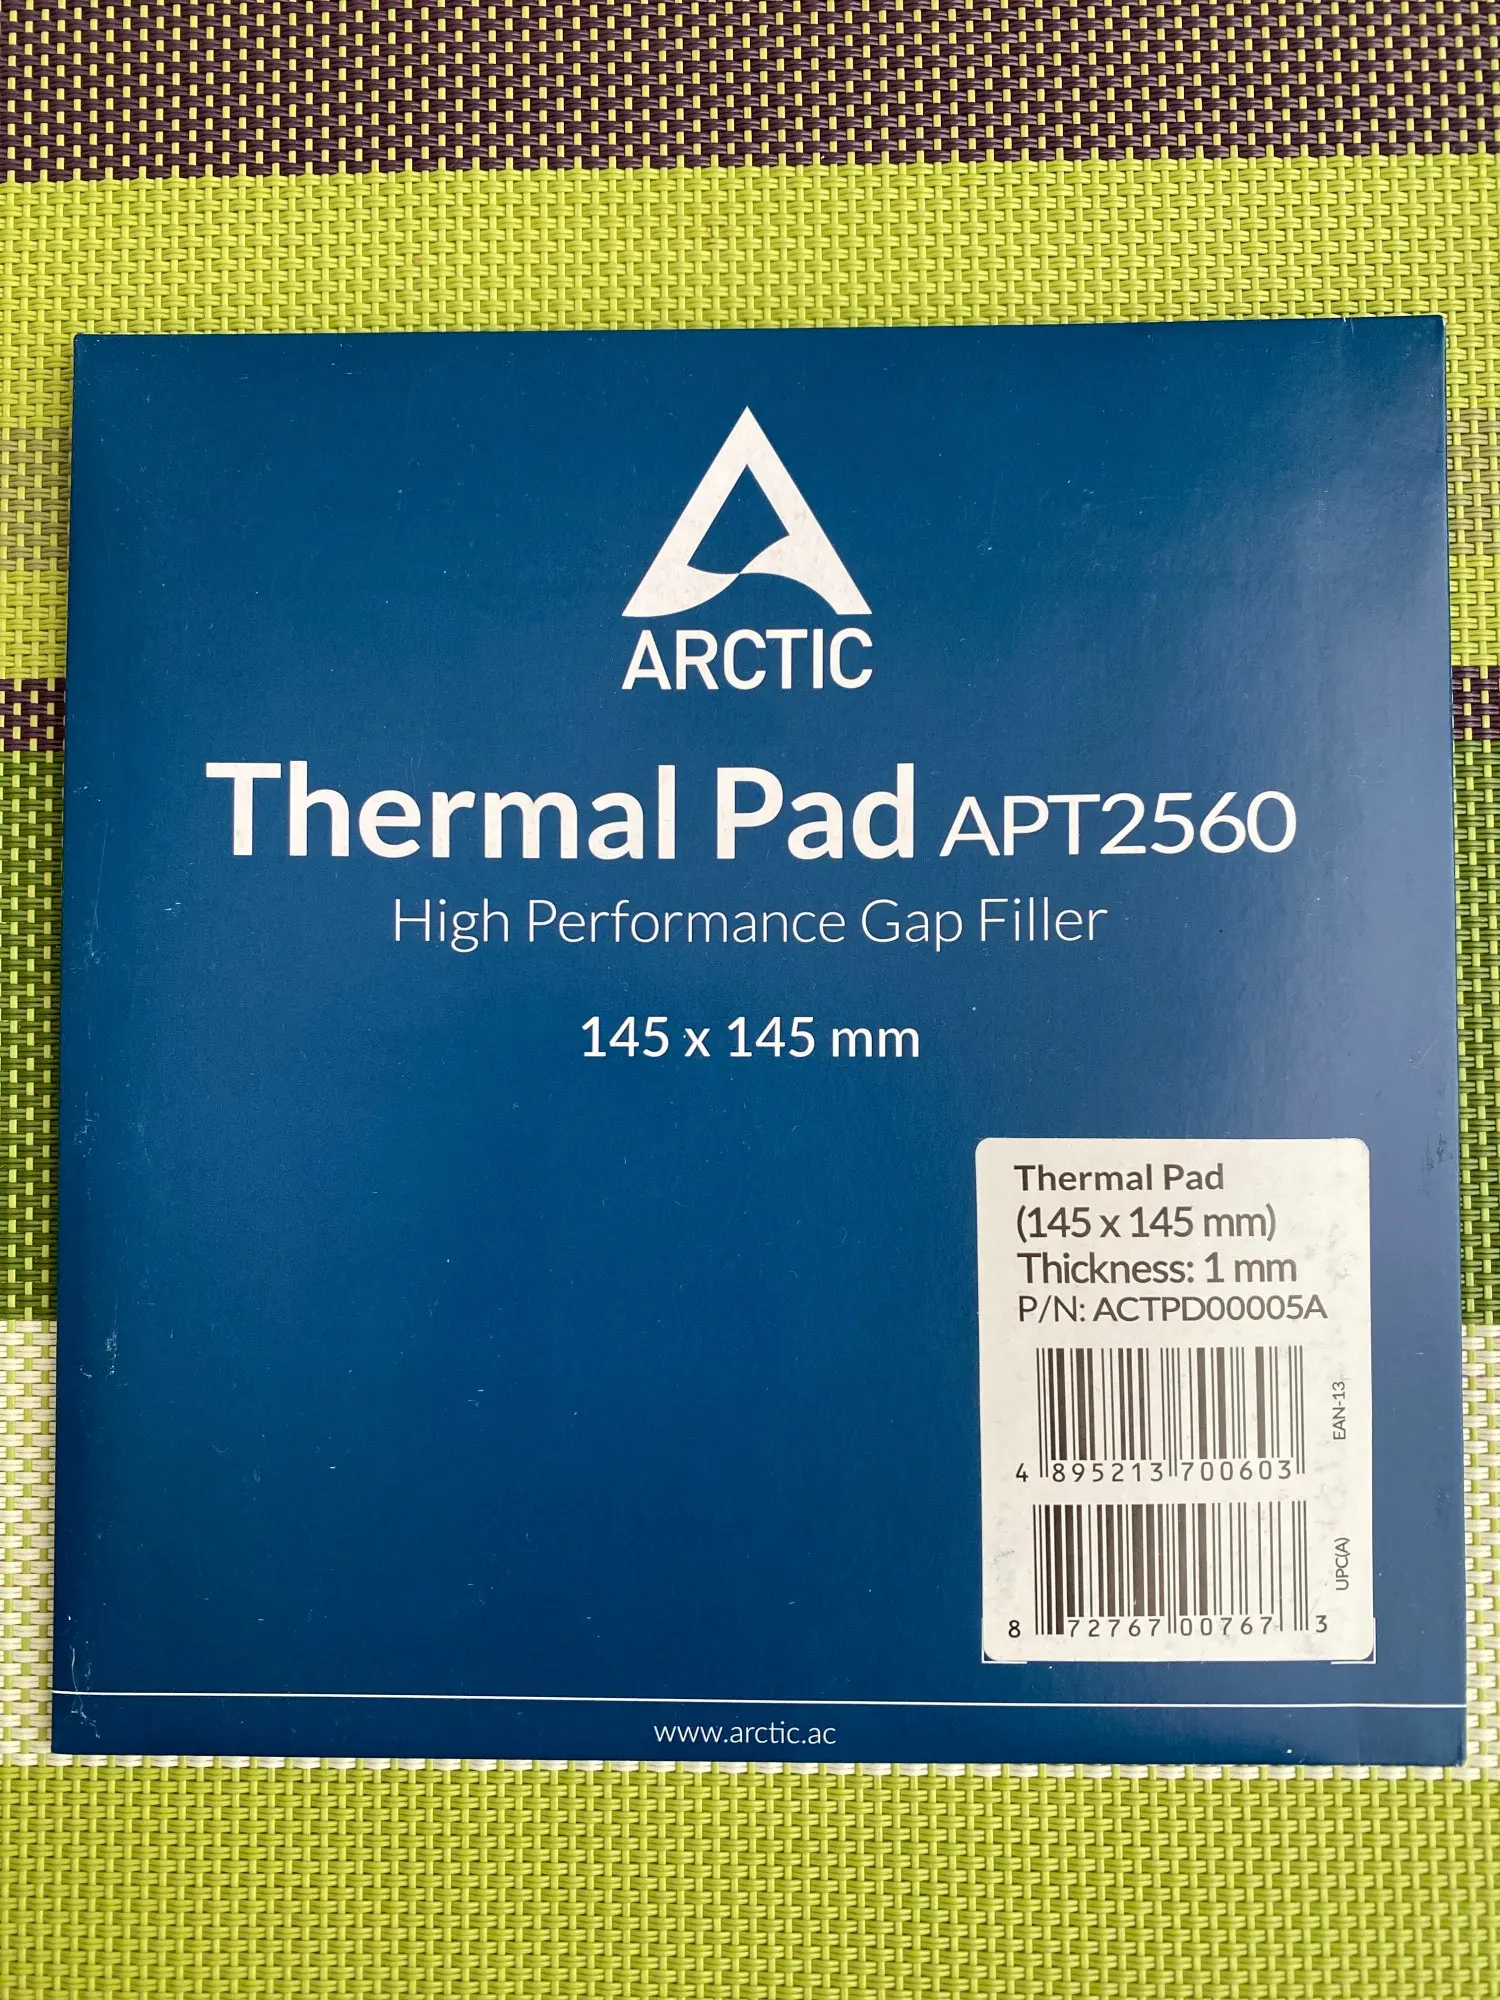 ARCTIC
Thermal Pad APT2560
High Performance Gap Filler
145 x 145 mm
Thermal Pad
(145 x 145 mm)
Thickness: 1 mm
P/N: ACTPD00005A
EAN-13
4 895213 700603
UPC(A)
8 72767 00767 3
www.arctic.ac